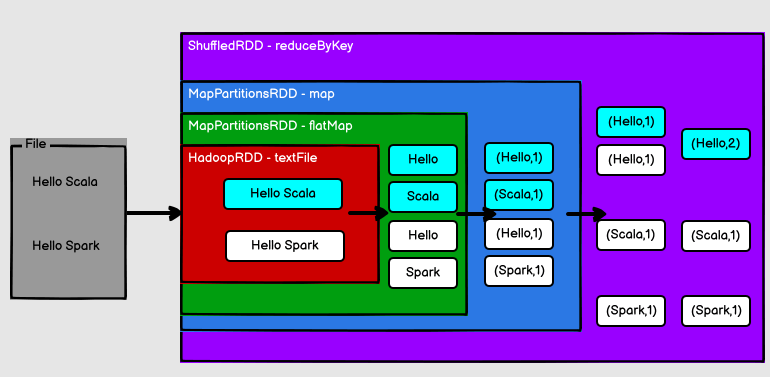 ShuffledRDD - reduceByKey
MapPartitionsRDD - map
MapPartitionsRDD - flatMap
HadoopRDD - textFile
File
Hello Scala
Hello Spark
Hello Scala
Hello Spark
Hello
Scala
Hello
Spark
(Hello,1)
(Scala,1)
(Hello,1)
(Spark,1)
(Hello,1)
(Hello,1)
(Scala,1)
(Spark,1)
(Hello,2)
(Scala,1)
(Spark,1)